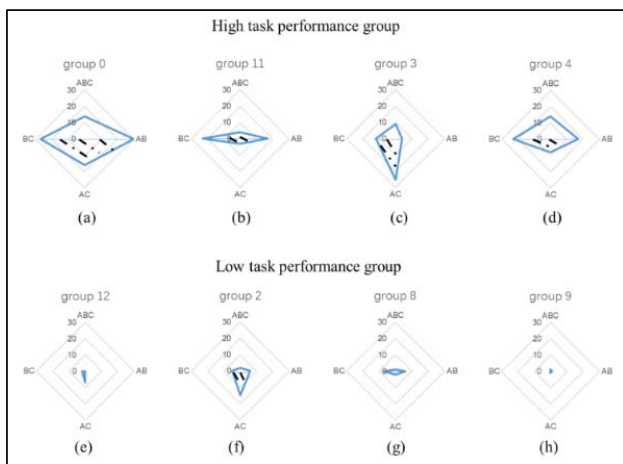 High task performance group
group 0 group 11 group 3 group 4
ABC ABC ABC ABC
30 30 30 30
20 20 20 20
10 10 10 10
BC 0 AB BC 0 AB BC 0 AB BC 0 AB
AC AC AC AC
(a) (b) (c) (d)
Low task performance group
group 12 group 2 group 8 group 9
ABC ABC ABC ABC
30 30 30 30
20 20 20 20
10 10 10 10
BC 0 AB BC 0 AB BC 0 AB BC 0 AB
AC AC AC AC
(e) (f) (g) (h)